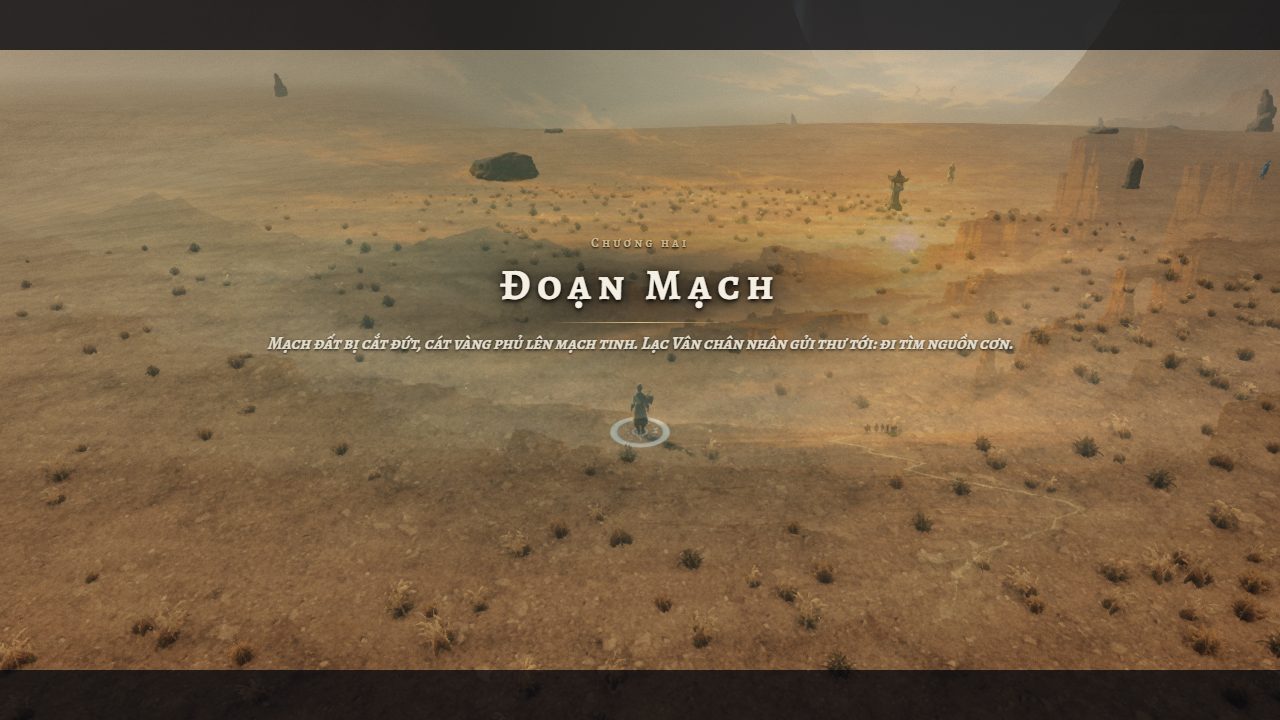 Chương hai
Đoạn Mạch
Mạch đất bị cắt đứt, cát vàng phủ lên mạch tinh. Lạc Vân chân nhân gửi thư tới: đi tìm nguồn cơn.